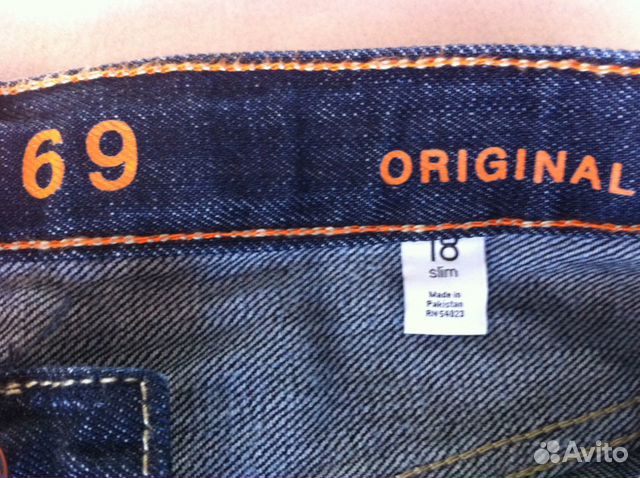 69 ORIGINAL
18
slim
Made in
Pakistan
RN 54023
Avito